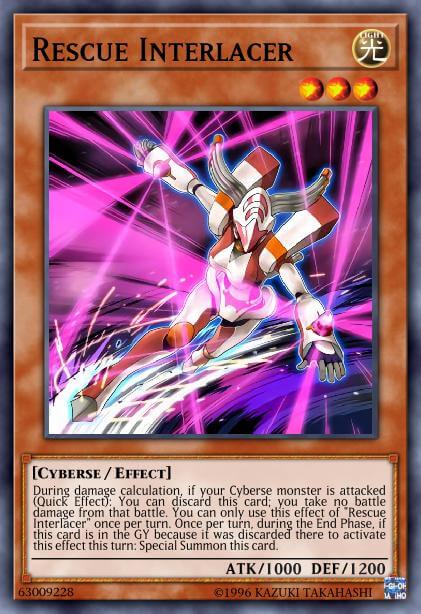 RESCUE INTERLACER
LIGHT
光
[CYBERSE / EFFECT]
During damage calculation, if your Cyberse monster is attacked
(Quick Effect): You can discard this card; you take no battle
damage from that battle. You can only use this effect of "Rescue
Interlacer" once per turn. Once per turn, during the End Phase, if
this card is in the GY because it was discarded there to activate
this effect this turn: Special Summon this card.
ATK/1000 DEF/1200
63009228
©1996 KAZUKI TAKAHASHI